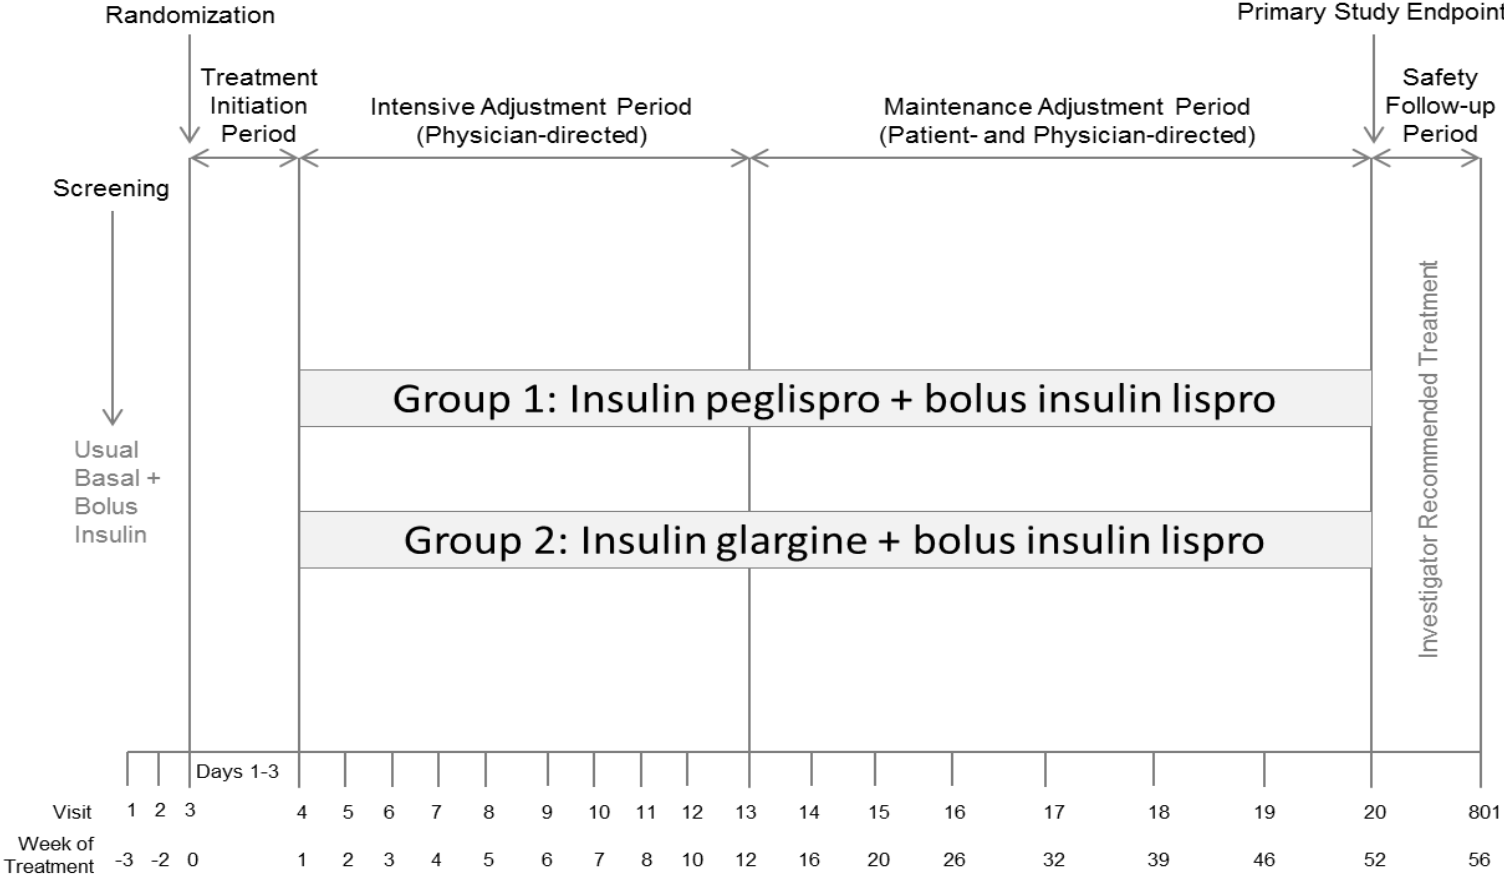 Randomization
Primary Study Endpoint
Treatment
Initiation
Period
Intensive Adjustment Period
(Physician-directed)
Maintenance Adjustment Period
(Patient- and Physician-directed)
Safety
Follow-up
Period
Screening
Usual
Basal +
Bolus
Insulin
Group 1: Insulin peglispro + bolus insulin lispro
Group 2: Insulin glargine + bolus insulin lispro
Investigator Recommended Treatment
Days 1-3
Visit 1 2 3 4 5 6 7 8 9 10 11 12 13 14 15 16 17 18 19 20 801
Week of
Treatment -3 -2 0 1 2 3 4 5 6 7 8 10 12 16 20 26 32 39 46 52 56